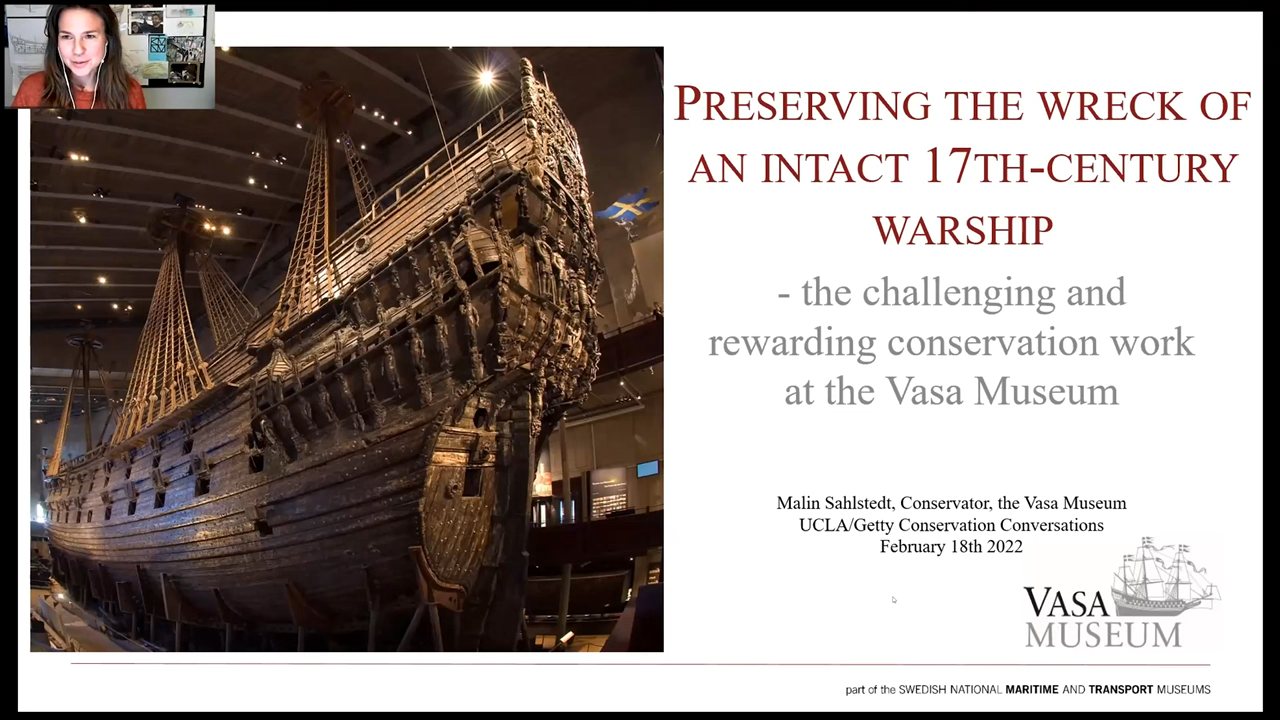 PRESERVING THE WRECK OF
AN INTACT 17TH-CENTURY
WARSHIP
- the challenging and
rewarding conservation work
at the Vasa Museum
Malin Sahlstedt, Conservator, the Vasa Museum
UCLA/Getty Conservation Conversations
February 18th 2022
VASA
MUSEUM
part of the SWEDISH NATIONAL MARITIME AND TRANSPORT MUSEUMS